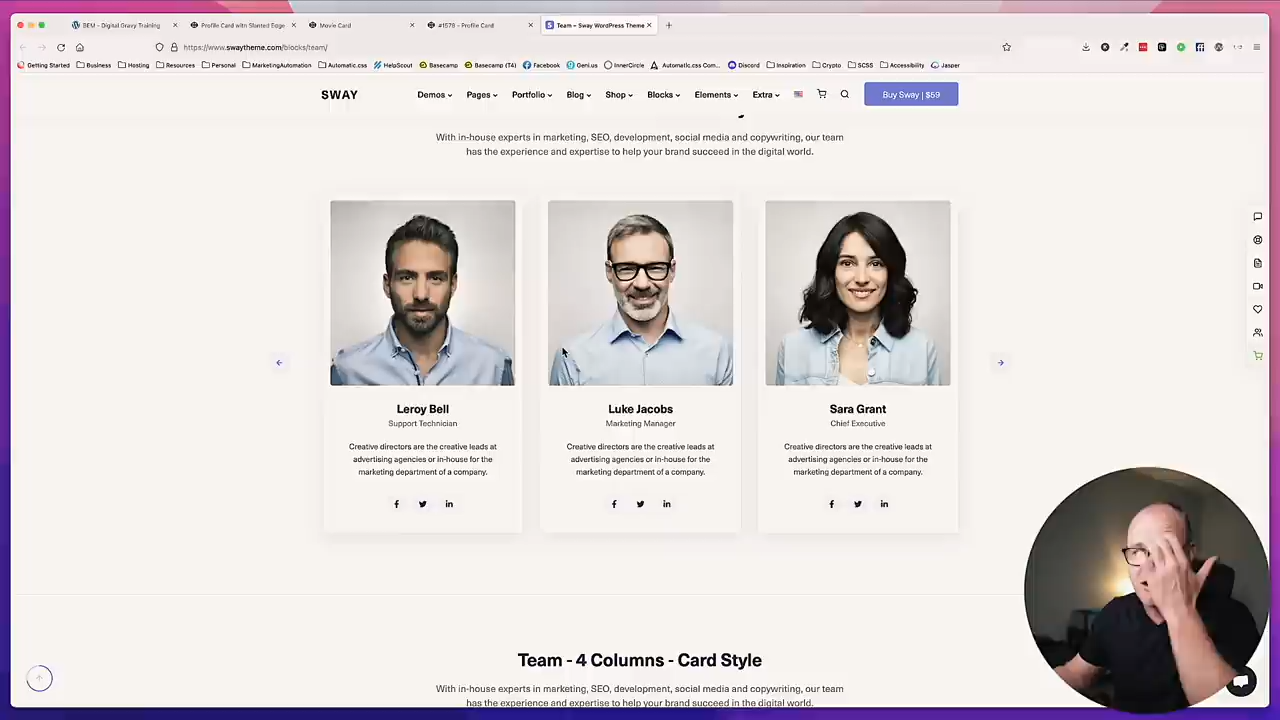 BEM - Digital Gravy Training
Profile Card with Slanted Edge
Movie Card
#1578 - Profile Card
Team - Sway WordPress Theme
https://www.swaytheme.com/blocks/team/
Getting Started Business Hosting Resources Personal MarketingAutomation Automatic.css HelpScout Basecamp Basecamp (T4) Facebook Geni.us InnerCircle Automatic.css Com... Discord Inspiration Crypto SCSS Accessibility Jasper
SWAY Demos Pages Portfolio Blog Shop Blocks Elements Extra Buy Sway | $59
With in-house experts in marketing, SEO, development, social media and copywriting, our team
has the experience and expertise to help your brand succeed in the digital world.
Leroy Bell
Support Technician
Creative directors are the creative leads at
advertising agencies or in-house for the
marketing department of a company.
Luke Jacobs
Marketing Manager
Creative directors are the creative leads at
advertising agencies or in-house for the
marketing department of a company.
Sara Grant
Chief Executive
Creative directors are the creative leads at
advertising agencies or in-house for the
marketing department of a company.
Team - 4 Columns - Card Style
With in-house experts in marketing, SEO, development, social media and copywriting, our team
has the experience and expertise to help your brand succeed in the digital world.